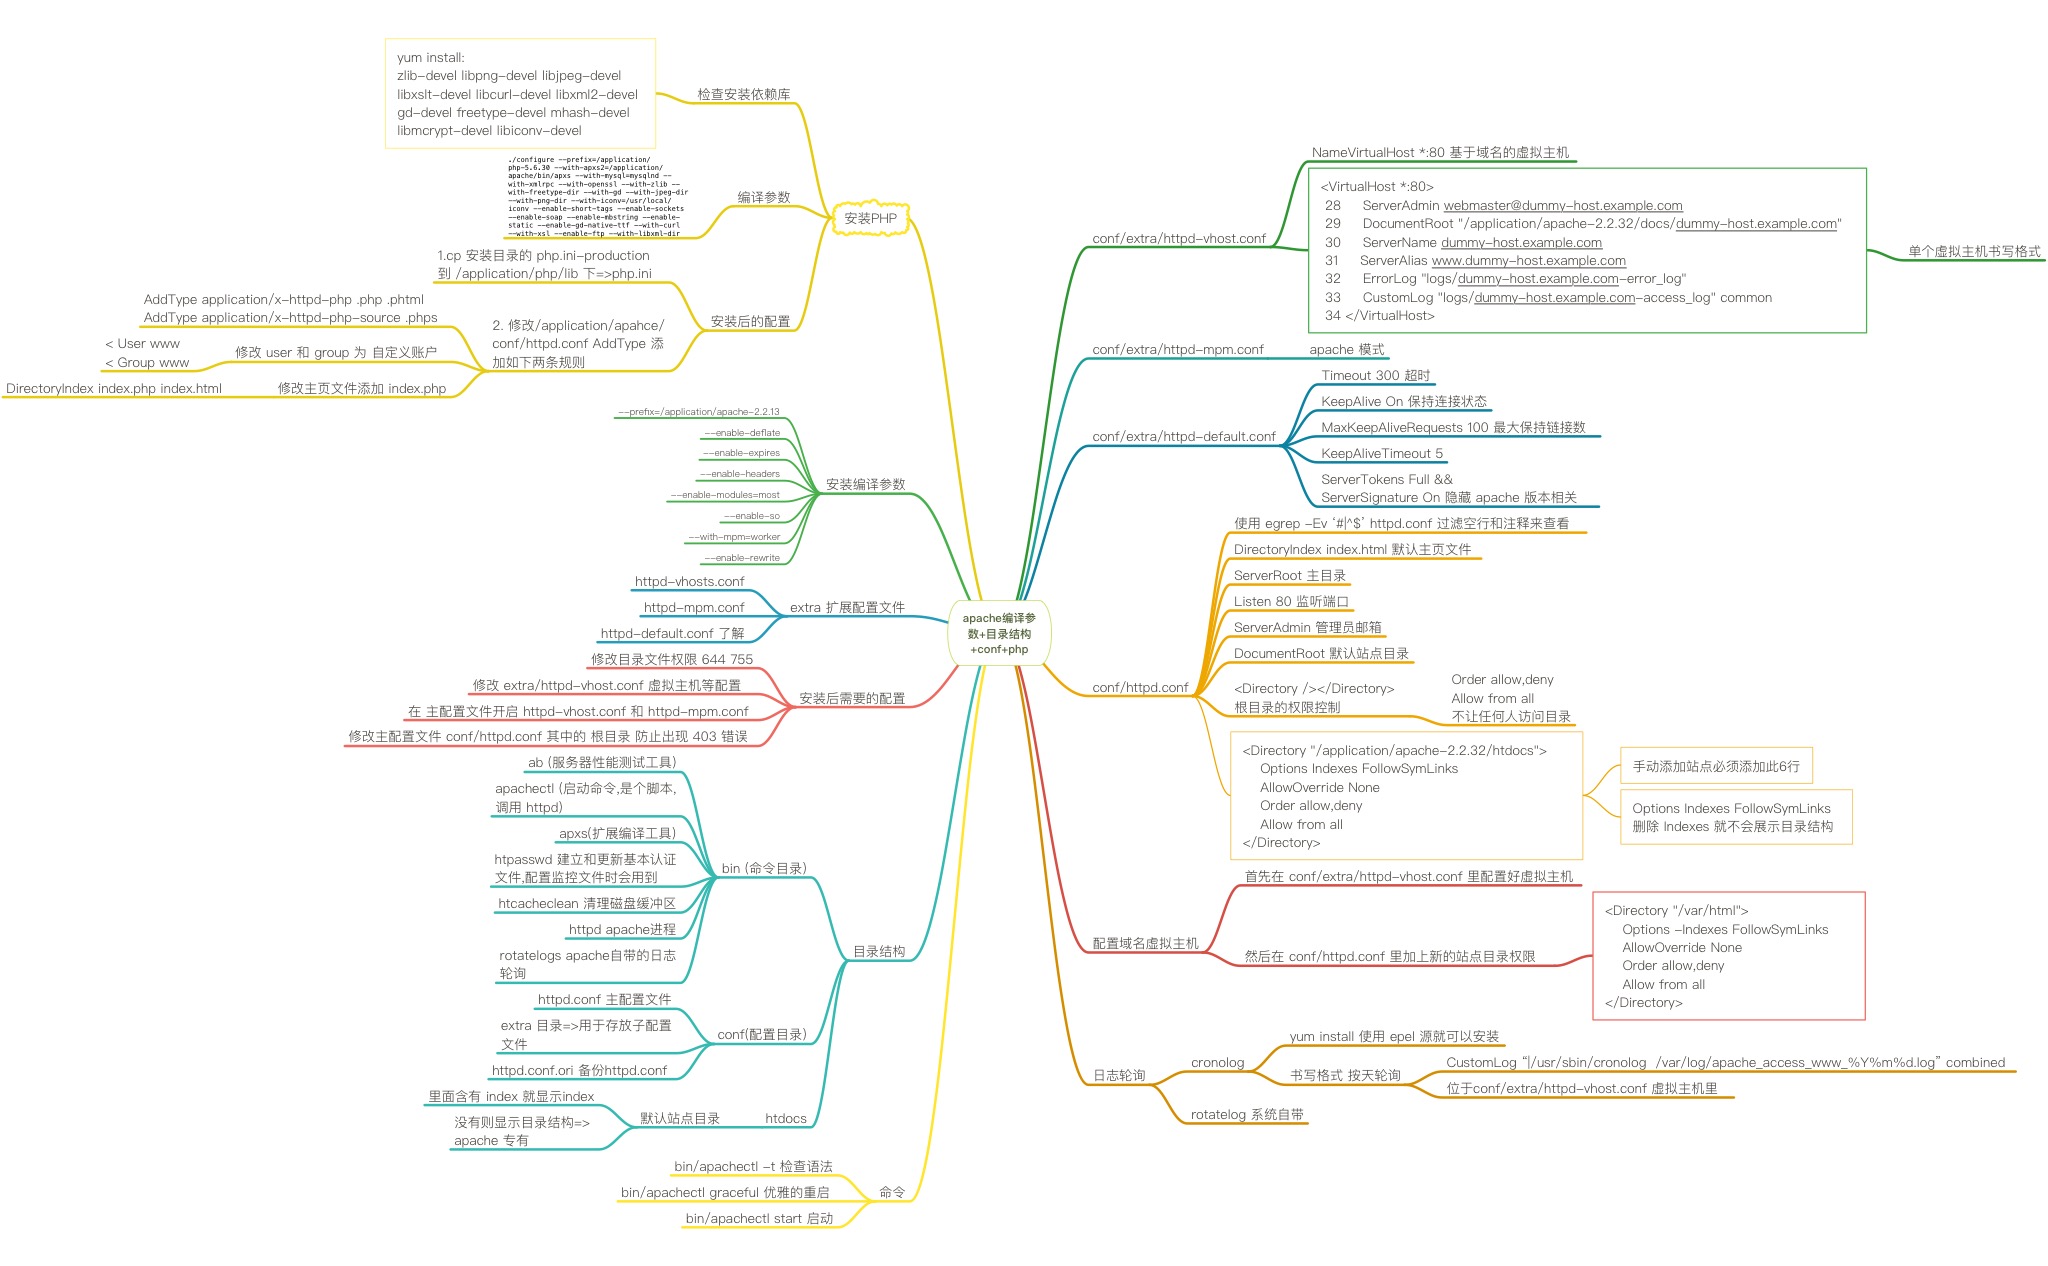 apache编译参
数+目录结构
+conf+php
安装PHP
检查安装依赖库
yum install:
zlib-devel libpng-devel libjpeg-devel
libxslt-devel libcurl-devel libxml2-devel
gd-devel freetype-devel mhash-devel
libmcrypt-devel libiconv-devel
编译参数
./configure --prefix=/application/
php-5.6.30 --with-apxs2=/application/
apache/bin/apxs --with-mysql=mysqlnd --
with-xmlrpc --with-openssl --with-zlib --
with-freetype-dir --with-gd --with-jpeg-dir
--with-png-dir --with-iconv=/usr/local/
iconv --enable-short-tags --enable-sockets
--enable-soap --enable-mbstring --enable-
static --enable-gd-native-ttf --with-curl
--with-xsl --enable-ftp --with-libxml-dir
安装后的配置
1.cp 安装目录的 php.ini-production
到 /application/php/lib 下=>php.ini
2. 修改/application/apahce/
conf/httpd.conf AddType 添
加如下两条规则
AddType application/x-httpd-php .php .phtml
AddType application/x-httpd-php-source .phps
修改 user 和 group 为 自定义账户
< User www
< Group www
修改主页文件添加 index.php
DirectoryIndex index.php index.html
安装编译参数
--prefix=/application/apache-2.2.13
--enable-deflate
--enable-expires
--enable-headers
--enable-modules=most
--enable-so
--with-mpm=worker
--enable-rewrite
extra 扩展配置文件
httpd-vhosts.conf
httpd-mpm.conf
httpd-default.conf 了解
安装后需要的配置
修改目录文件权限 644 755
修改 extra/httpd-vhost.conf 虚拟主机等配置
在 主配置文件开启 httpd-vhost.conf 和 httpd-mpm.conf
修改主配置文件 conf/httpd.conf 其中的 根目录 防止出现 403 错误
目录结构
bin (命令目录)
ab (服务器性能测试工具)
apachectl (启动命令,是个脚本,
调用 httpd)
apxs(扩展编译工具)
htpasswd 建立和更新基本认证
文件,配置监控文件时会用到
htcacheclean 清理磁盘缓冲区
httpd apache进程
rotatelogs apache自带的日志
轮询
conf(配置目录)
httpd.conf 主配置文件
extra 目录=>用于存放子配置
文件
httpd.conf.ori 备份httpd.conf
htdocs
默认站点目录
里面含有 index 就显示index
没有则显示目录结构=>
apache 专有
命令
bin/apachectl -t 检查语法
bin/apachectl graceful 优雅的重启
bin/apachectl start 启动
conf/extra/httpd-vhost.conf
NameVirtualHost *:80 基于域名的虚拟主机
<VirtualHost *:80>
28 ServerAdmin webmaster@dummy-host.example.com
29 DocumentRoot "/application/apache-2.2.32/docs/dummy-host.example.com"
30 ServerName dummy-host.example.com
31 ServerAlias www.dummy-host.example.com
32 ErrorLog "logs/dummy-host.example.com-error_log"
33 CustomLog "logs/dummy-host.example.com-access_log" common
34 </VirtualHost>
单个虚拟主机书写格式
conf/extra/httpd-mpm.conf
apache 模式
conf/extra/httpd-default.conf
Timeout 300 超时
KeepAlive On 保持连接状态
MaxKeepAliveRequests 100 最大保持链接数
KeepAliveTimeout 5
ServerTokens Full &&
ServerSignature On 隐藏 apache 版本相关
conf/httpd.conf
使用 egrep -Ev ‘#|^$’ httpd.conf 过滤空行和注释来查看
DirectoryIndex index.html 默认主页文件
ServerRoot 主目录
Listen 80 监听端口
ServerAdmin 管理员邮箱
DocumentRoot 默认站点目录
<Directory /></Directory>
根目录的权限控制
Order allow,deny
Allow from all
不让任何人访问目录
<Directory "/application/apache-2.2.32/htdocs">
Options Indexes FollowSymLinks
AllowOverride None
Order allow,deny
Allow from all
</Directory>
手动添加站点必须添加此6行
Options Indexes FollowSymLinks
删除 Indexes 就不会展示目录结构
配置域名虚拟主机
首先在 conf/extra/httpd-vhost.conf 里配置好虚拟主机
然后在 conf/httpd.conf 里加上新的站点目录权限
<Directory "/var/html">
Options -Indexes FollowSymLinks
AllowOverride None
Order allow,deny
Allow from all
</Directory>
日志轮询
cronolog
yum install 使用 epel 源就可以安装
书写格式 按天轮询
CustomLog “|/usr/sbin/cronolog /var/log/apache_access_www_%Y%m%d.log” combined
位于conf/extra/httpd-vhost.conf 虚拟主机里
rotatelog 系统自带